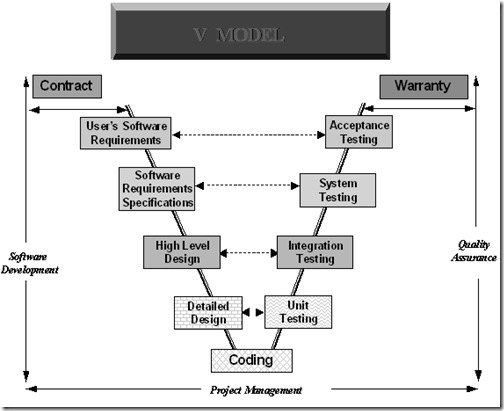 V MODEL
Contract
Warranty
User's Software
Requirements
Acceptance
Testing
Software
Requirements
Specifications
System
Testing
High Level
Design
Integration
Testing
Software
Development
Quality
Assurance
Detailed
Design
Unit
Testing
Coding
Project Management